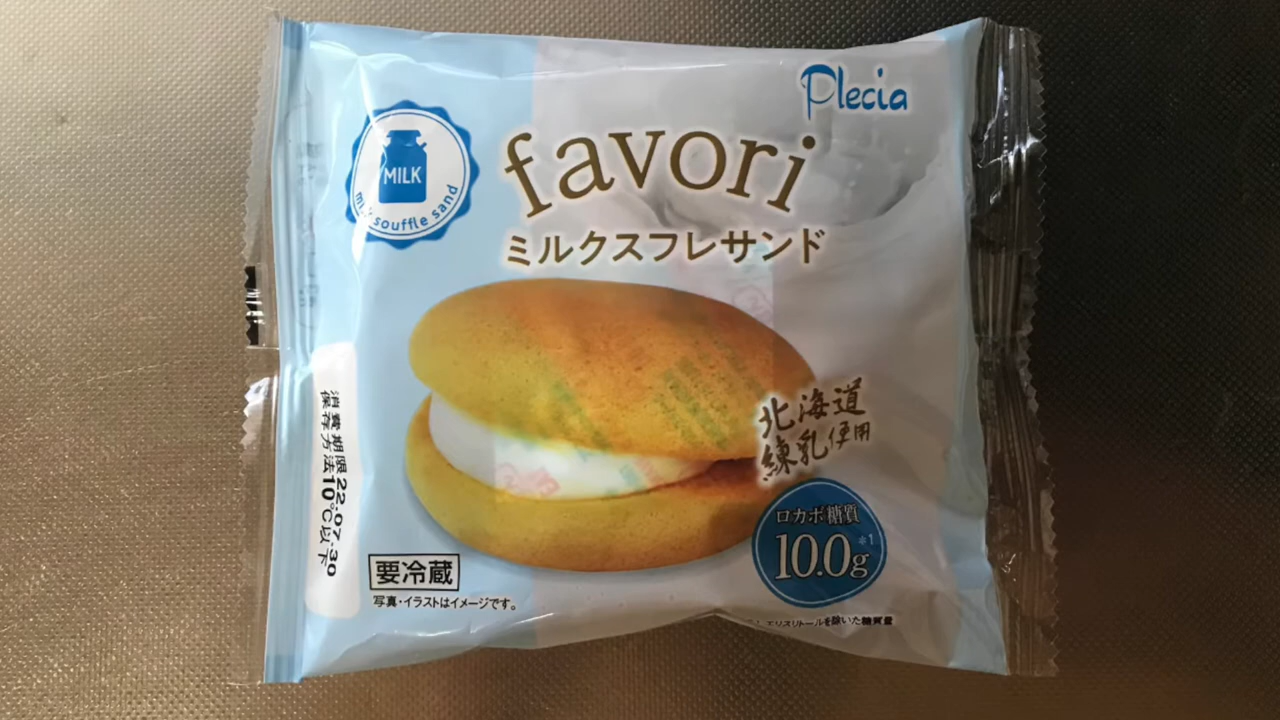 Plecia
favori
ミルクスフレサンド
MILK
milk souffle sand
北海道
練乳使用
ロカボ糖質
10.0g
※1
消費期限22.07.30
保存方法10℃以下
要冷蔵
写真・イラストはイメージです。
エリスリトールを除いた糖質量